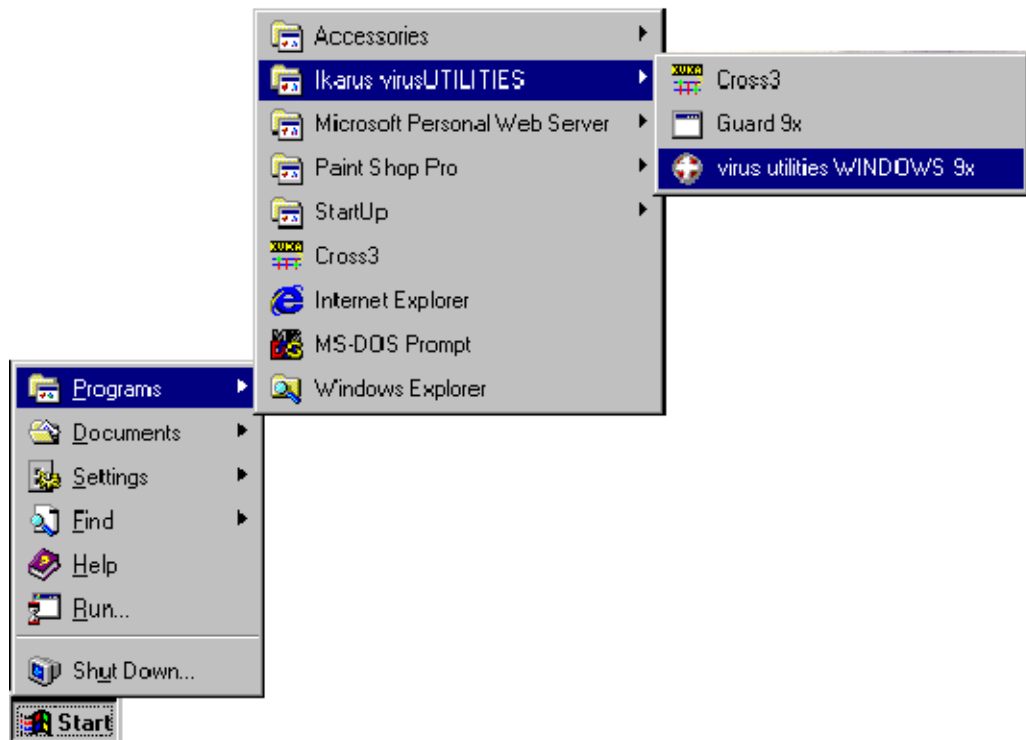 Accessories
Ikarus virusUTILITIES
Microsoft Personal Web Server
Paint Shop Pro
StartUp
Cross3
Internet Explorer
MS-DOS Prompt
Windows Explorer
Cross3
Guard 9x
virus utilities WINDOWS 9x
Programs
Documents
Settings
Find
Help
Run...
Shut Down...
Start